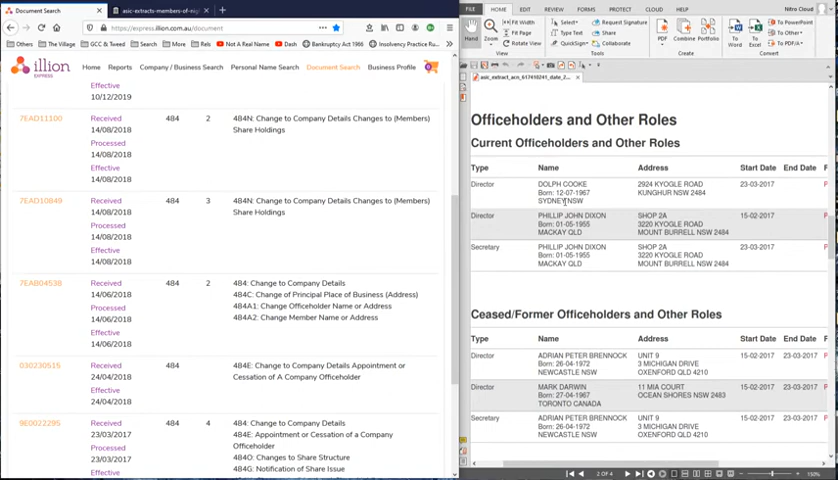 Document Search
asic-extracts-members-of-nig
https://express.illion.com.au/document
Others
The Village
GCC & Tweed
Search
Not A Real Name
Dash
Bankruptcy Act 1966
Insolvency Practice Ru
illion
EXPRESS
Home
Reports
Company / Business Search
Personal Name Search
Document Search
Business Profile
0
Effective
10/12/2019
7EAD11100
Received
14/08/2018
Processed
14/08/2018
Effective
14/08/2018
484
2
484N: Change to Company Details Changes to (Members)
Share Holdings
7EAD10849
Received
14/08/2018
Processed
14/08/2018
Effective
14/08/2018
484
3
484N: Change to Company Details Changes to (Members)
Share Holdings
7EAB04538
Received
14/06/2018
Processed
14/06/2018
Effective
14/06/2018
484
2
484: Change to Company Details
484C: Change of Principal Place of Business (Address)
484A1: Change Officeholder Name or Address
484A2: Change Member Name or Address
030230515
Received
24/04/2018
Effective
24/04/2018
484
484E: Change to Company Details Appointment or
Cessation of A Company Officeholder
9E0022295
Received
23/03/2017
Processed
23/03/2017
Effective
484
4
484: Change to Company Details
484E: Appointment or Cessation of a Company
Officeholder
484O: Changes to Share Structure
484G: Notification of Share Issue
FILE
HOME
EDIT
REVIEW
FORMS
PROTECT
GLOBAL
HELP
Nitro Cloud
Hand
Zoom
Fit Width
Fit Page
Rotate View
Select
Type Text
QuickSign
Request Signature
Share
Collaborate
PDF
Combine
Portfolio
To Word
To Excel
To PowerPoint
To Other
To PDF/A
View
Tools
Create
Convert
asic_extract_acn_617416241_date_2...
Officeholders and Other Roles
Current Officeholders and Other Roles
Type
Name
Address
Start Date
End Date
Director
DOLPH COOKE
Born: 12-07-1967
SYDNEY NSW
2924 KYOGLE ROAD
KUNGHUR NSW 2484
23-03-2017
Director
PHILLIP JOHN DIXON
Born: 01-05-1955
MACKAY QLD
SHOP 2A
3220 KYOGLE ROAD
MOUNT BURRELL NSW 2484
15-02-2017
Secretary
PHILLIP JOHN DIXON
Born: 01-05-1955
MACKAY QLD
SHOP 2A
3220 KYOGLE ROAD
MOUNT BURRELL NSW 2484
23-03-2017
Ceased/Former Officeholders and Other Roles
Type
Name
Address
Start Date
End Date
Director
ADRIAN PETER BRENNOCK
Born: 26-04-1972
NEWCASTLE NSW
UNIT 9
3 MICHIGAN DRIVE
OXENFORD QLD 4210
15-02-2017
23-03-2017
Director
MARK DARWIN
Born: 27-04-1967
TORONTO CANADA
11 MIA COURT
OCEAN SHORES NSW 2483
15-02-2017
23-03-2017
Secretary
ADRIAN PETER BRENNOCK
Born: 26-04-1972
NEWCASTLE NSW
UNIT 9
3 MICHIGAN DRIVE
OXENFORD QLD 4210
15-02-2017
23-03-2017
2 OF 4
150%